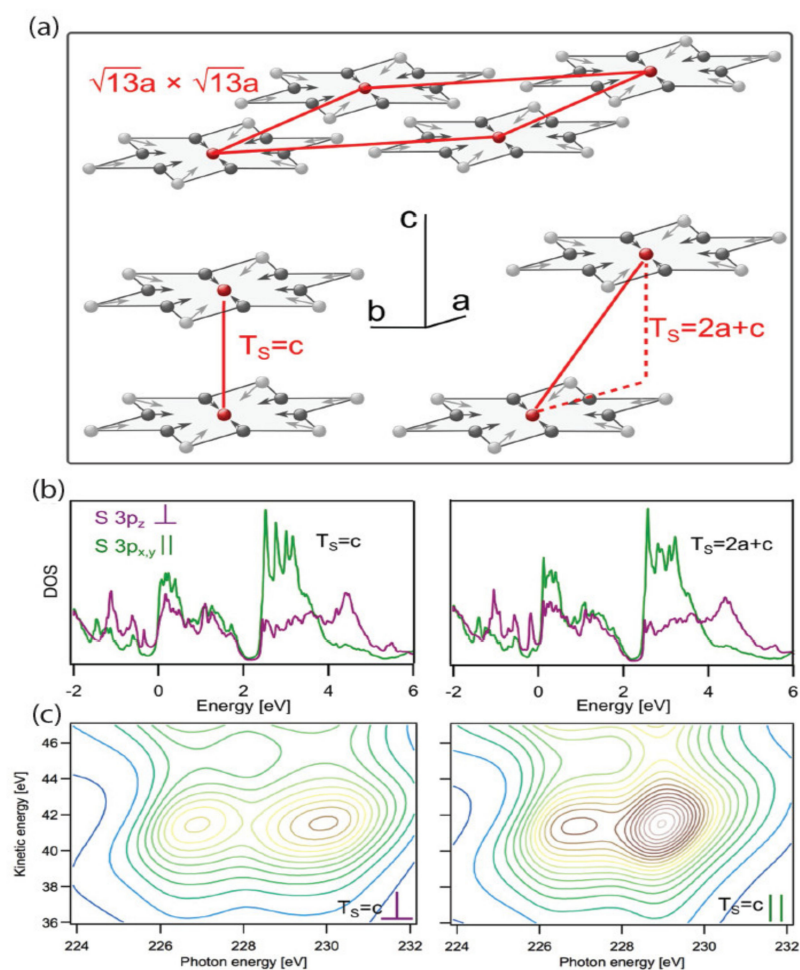 (a)
√13a × √13a
c
b
a
T_S=c
T_S=2a+c
(b)
S 3p_z ⊥
S 3p_x,y ||
T_S=c
T_S=2a+c
DOS
-2 0 2 4 6
-2 0 2 4 6
Energy [eV]
Energy [eV]
(c)
46
44
42
40
38
36
Kinetic energy [eV]
T_S=c ⊥
T_S=c ||
224 226 228 230 232
224 226 228 230 232
Photon energy [eV]
Photon energy [eV]